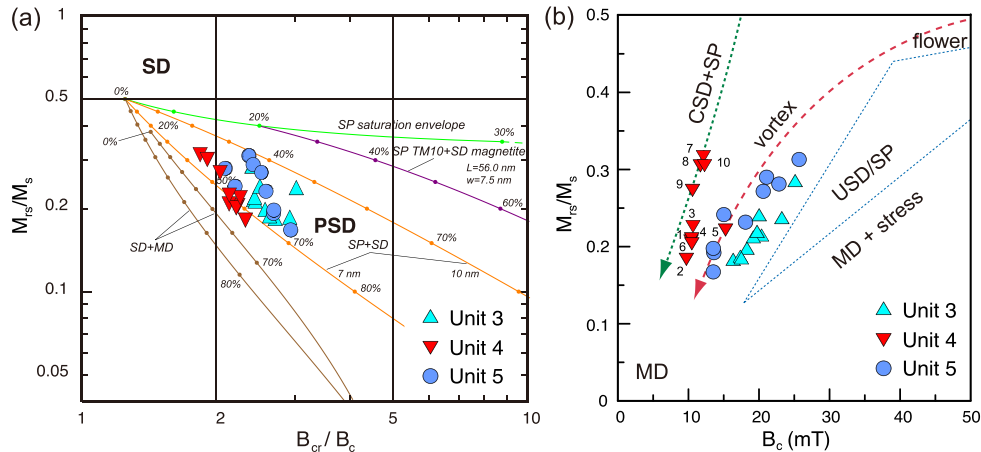 (a)
1
0.5
0.2
0.1
0.05
Mrs/Ms
SD
0%
20%
0%
20%
SP saturation envelope
30%
40%
40%
SP TM10+SD magnetite
L=56.0 nm
w=7.5 nm
60%
50%
PSD
SD+MD
70%
70%
70%
SP+SD
7 nm
10 nm
80%
80%
80%
Unit 3
Unit 4
Unit 5
1
2
5
10
Bcr / Bc
(b)
0.5
0.4
0.3
0.2
0.1
0
Mrs/Ms
CSD+SP
vortex
flower
USD/SP
MD + stress
7
8
10
9
3
1
4
5
6
2
MD
Unit 3
Unit 4
Unit 5
0
10
20
30
40
50
Bc (mT)